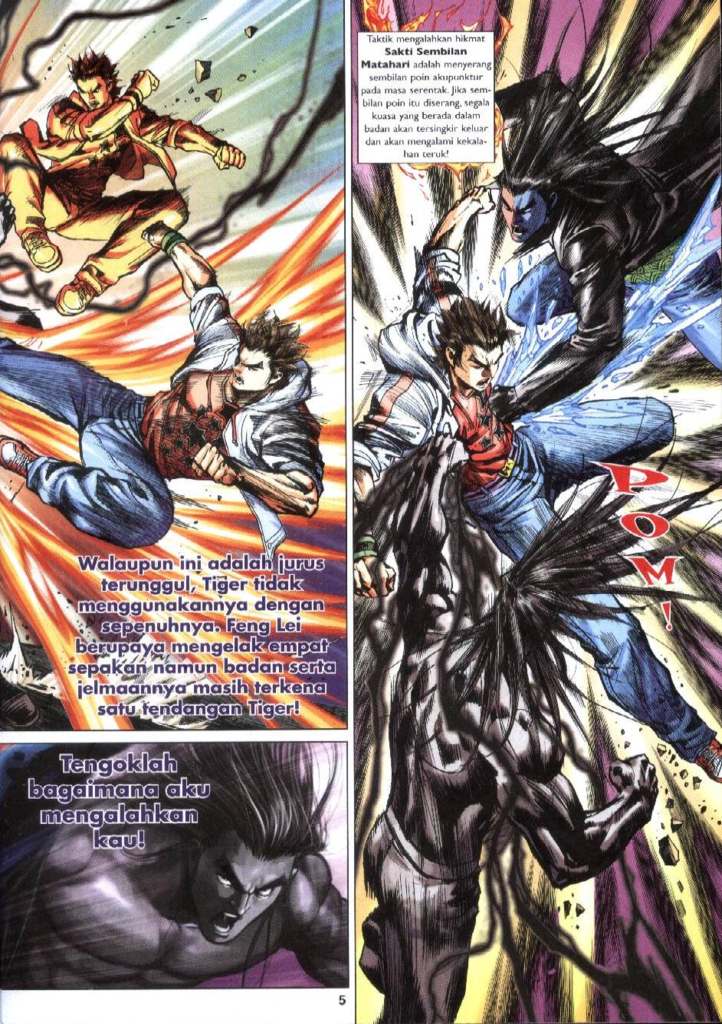 Walaupun ini adalah jurus
terunggul, Tiger tidak
menggunakannya dengan
sepenuhnya. Feng Lei
berupaya mengelak empat
sepakan namun badan serta
jelmaannya masih terkena
satu tendangan Tiger!
Tengoklah
bagaimana aku
mengalahkan
kau!
5
Taktik mengalahkan hikmat
Sakti Sembilan
Matahari adalah menyerang
sembilan poin akupunktur
pada masa serentak. Jika sem-
bilan poin itu diserang, segala
kuasa yang berada dalam
badan akan tersingkir keluar
dan akan mengalami kekala-
han teruk!
POM!